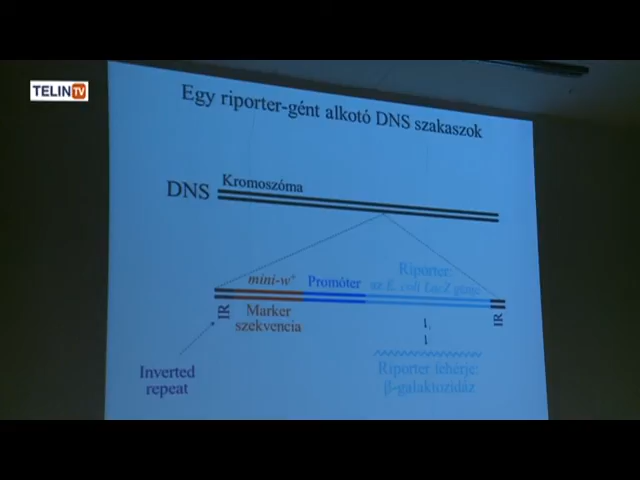 TELIN TV
Egy riporter-gént alkotó DNS szakaszok
DNS
Kromoszóma
mini-w+
Promóter
Riporter:
az E. coli LacZ génje
IR
Marker
szekvencia
IR
Inverted
repeat
Riporter fehérje:
β-galaktozidáz